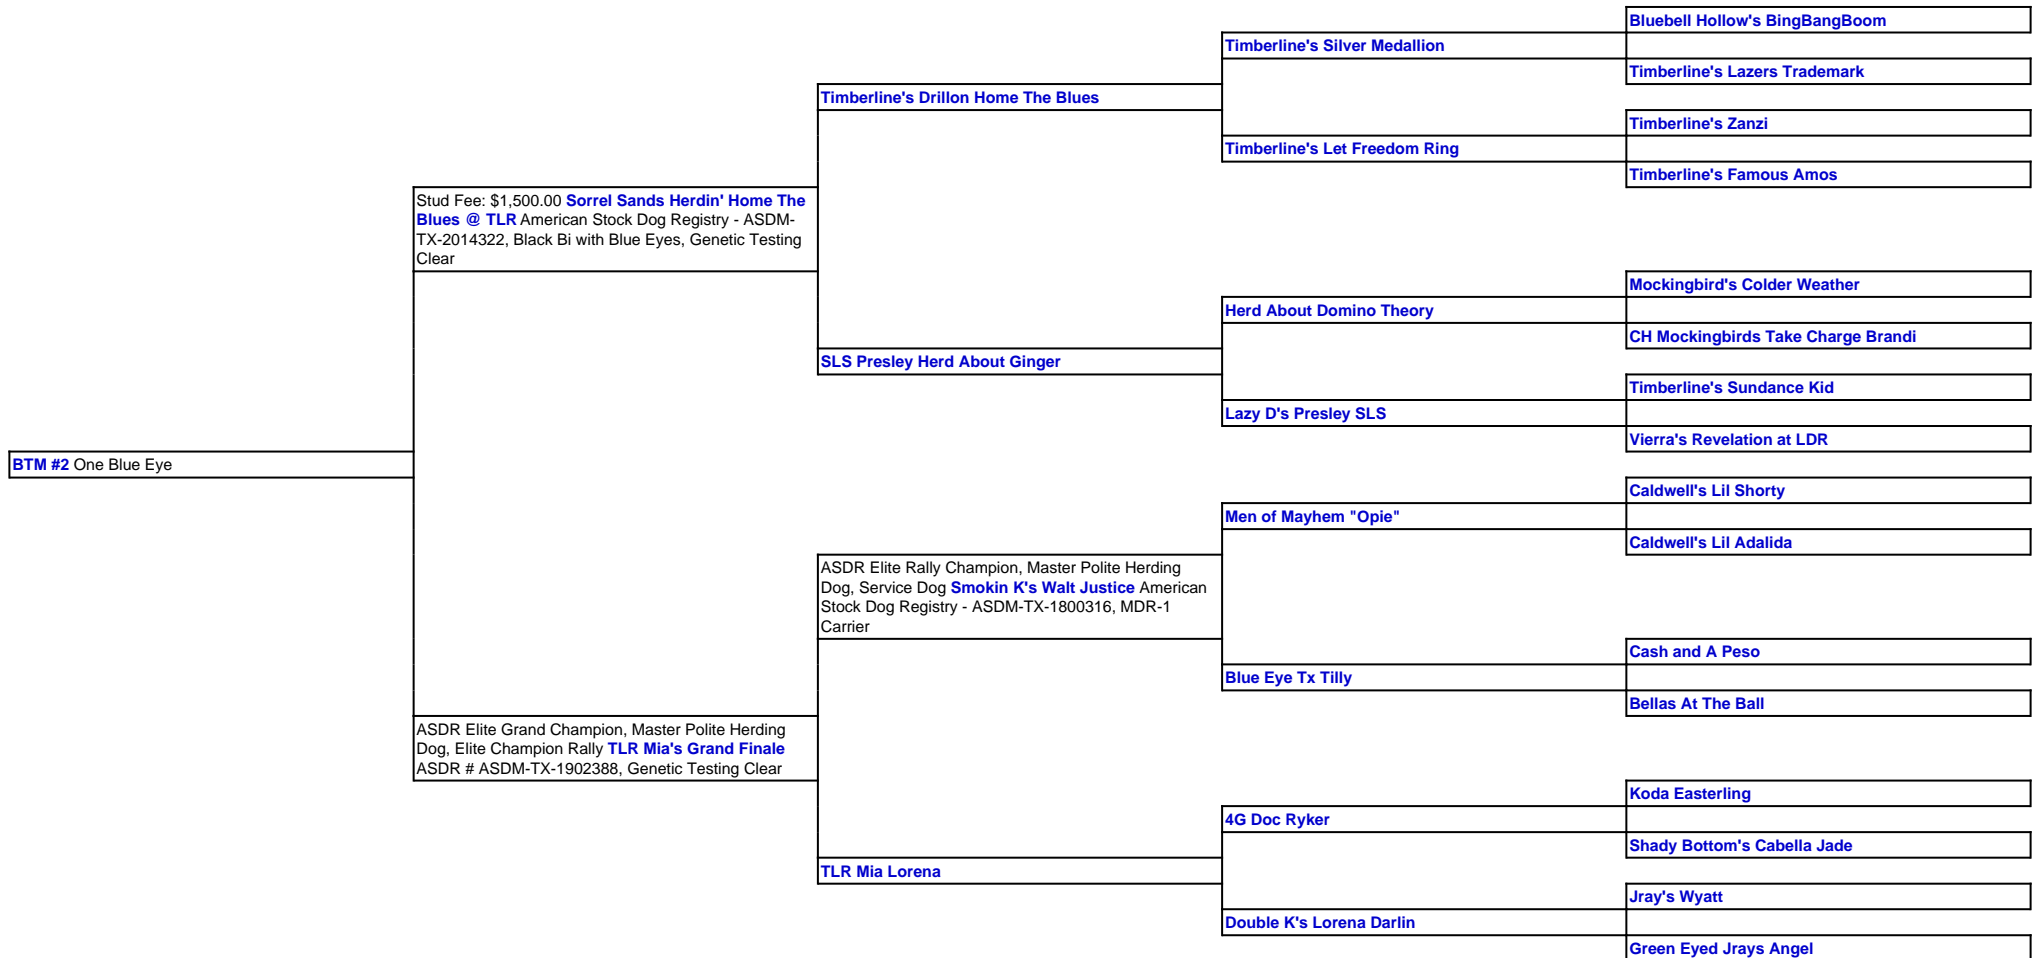 Bluebell Hollow's BingBangBoom
Timberline's Silver Medallion
Timberline's Lazers Trademark
Timberline's Drillon Home The Blues
Timberline's Zanzi
Timberline's Let Freedom Ring
Timberline's Famous Amos
Stud Fee: $1,500.00 Sorrel Sands Herdin' Home The
Blues @ TLR American Stock Dog Registry - ASDM-
TX-2014322, Black Bi with Blue Eyes, Genetic Testing
Clear
Mockingbird's Colder Weather
Herd About Domino Theory
CH Mockingbirds Take Charge Brandi
SLS Presley Herd About Ginger
Timberline's Sundance Kid
Lazy D's Presley SLS
Vierra's Revelation at LDR
BTM #2 One Blue Eye
Caldwell's Lil Shorty
Men of Mayhem "Opie"
Caldwell's Lil Adalida
ASDR Elite Rally Champion, Master Polite Herding
Dog, Service Dog Smokin K's Walt Justice American
Stock Dog Registry - ASDM-TX-1800316, MDR-1
Carrier
Cash and A Peso
Blue Eye Tx Tilly
Bellas At The Ball
ASDR Elite Grand Champion, Master Polite Herding
Dog, Elite Champion Rally TLR Mia's Grand Finale
ASDR # ASDM-TX-1902388, Genetic Testing Clear
Koda Easterling
4G Doc Ryker
Shady Bottom's Cabella Jade
TLR Mia Lorena
Jray's Wyatt
Double K's Lorena Darlin
Green Eyed Jrays Angel